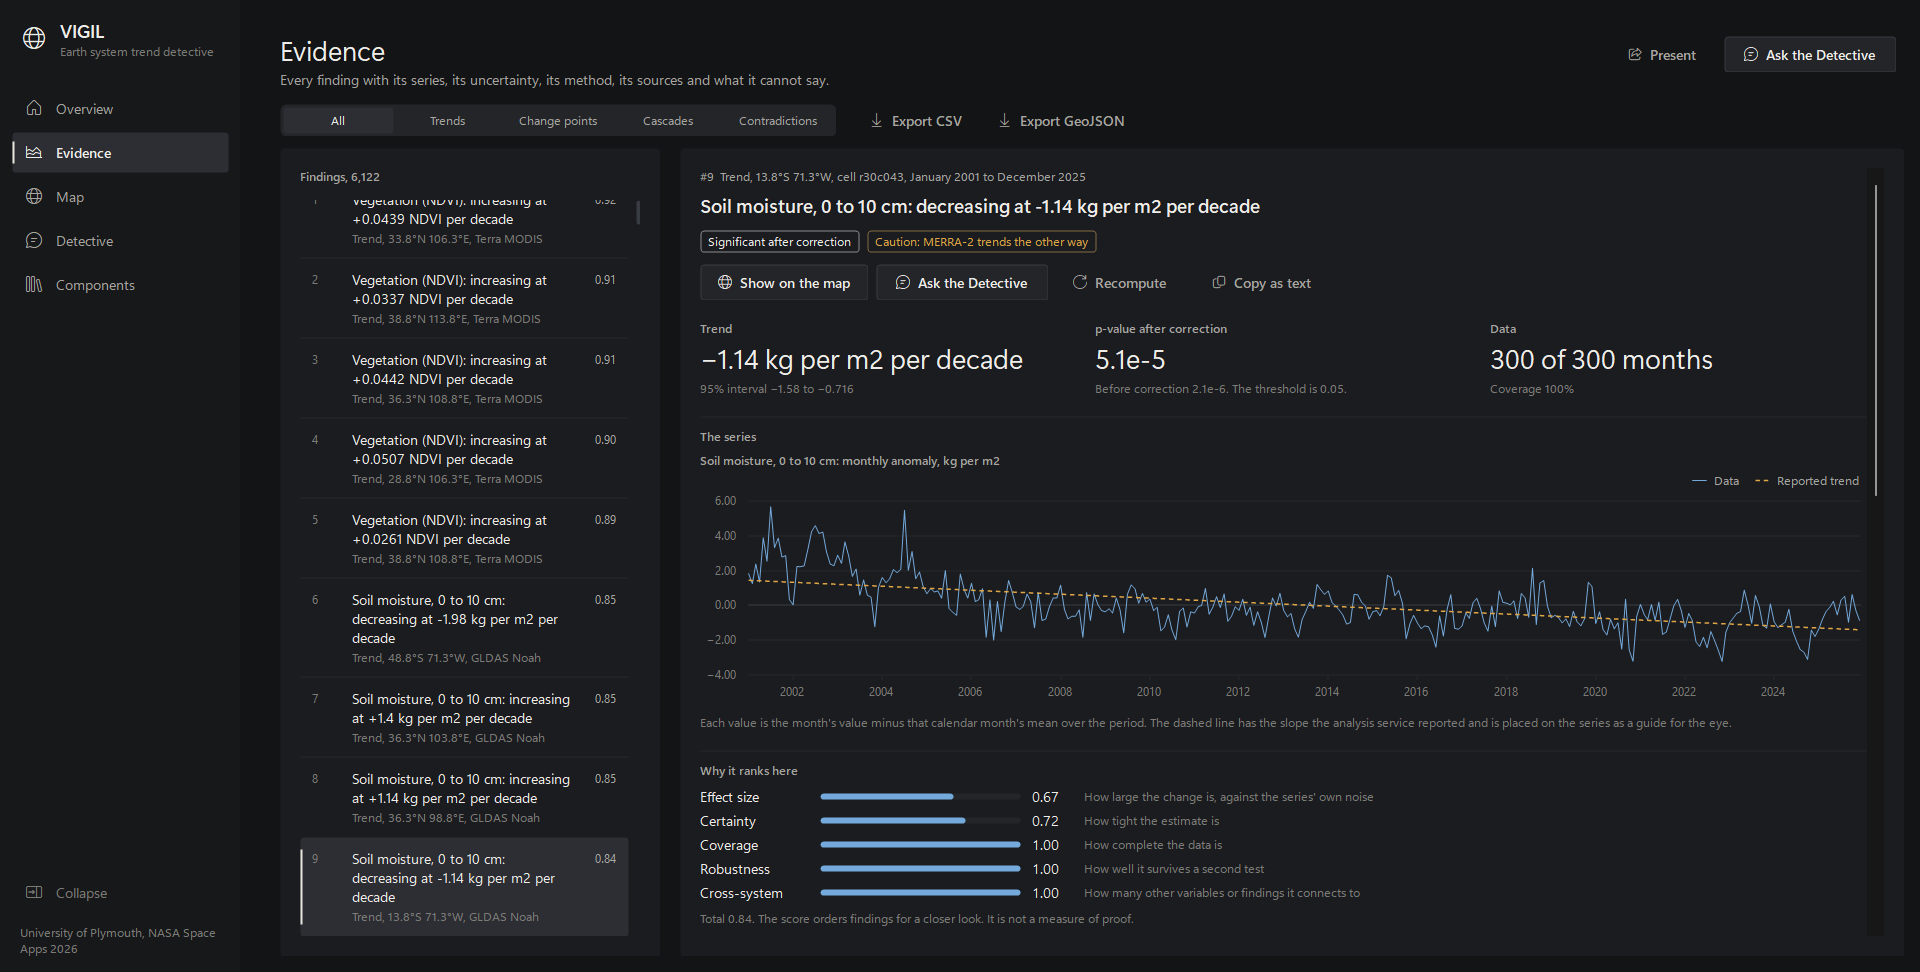 VIGIL
Earth system trend detective
Overview
Evidence
Map
Detective
Components
Collapse
University of Plymouth, NASA Space
Apps 2026
Evidence
Every finding with its series, its uncertainty, its method, its sources and what it cannot say.
Present
Ask the Detective
All
Trends
Change points
Cascades
Contradictions
Export CSV
Export GeoJSON
Findings, 6,122
1
Vegetation (NDVI): increasing at
0.92
+0.0439 NDVI per decade
Trend, 33.8°N 106.3°E, Terra MODIS
2
Vegetation (NDVI): increasing at
0.91
+0.0337 NDVI per decade
Trend, 38.8°N 113.8°E, Terra MODIS
3
Vegetation (NDVI): increasing at
0.91
+0.0442 NDVI per decade
Trend, 36.3°N 108.8°E, Terra MODIS
4
Vegetation (NDVI): increasing at
0.90
+0.0507 NDVI per decade
Trend, 28.8°N 106.3°E, Terra MODIS
5
Vegetation (NDVI): increasing at
0.89
+0.0261 NDVI per decade
Trend, 38.8°N 108.8°E, Terra MODIS
6
Soil moisture, 0 to 10 cm:
0.85
decreasing at -1.98 kg per m2 per
decade
Trend, 48.8°S 71.3°W, GLDAS Noah
7
Soil moisture, 0 to 10 cm: increasing
0.85
at +1.4 kg per m2 per decade
Trend, 36.3°N 103.8°E, GLDAS Noah
8
Soil moisture, 0 to 10 cm: increasing
0.85
at +1.14 kg per m2 per decade
Trend, 36.3°N 98.8°E, GLDAS Noah
9
Soil moisture, 0 to 10 cm:
0.84
decreasing at -1.14 kg per m2 per
decade
Trend, 13.8°S 71.3°W, GLDAS Noah
#9 Trend, 13.8°S 71.3°W, cell r30c043, January 2001 to December 2025
Soil moisture, 0 to 10 cm: decreasing at -1.14 kg per m2 per decade
Significant after correction
Caution: MERRA-2 trends the other way
Show on the map
Ask the Detective
Recompute
Copy as text
Trend
−1.14 kg per m2 per decade
95% interval −1.58 to −0.716
p-value after correction
5.1e-5
Before correction 2.1e-6. The threshold is 0.05.
Data
300 of 300 months
Coverage 100%
The series
Soil moisture, 0 to 10 cm: monthly anomaly, kg per m2
Data
Reported trend
6.00
4.00
2.00
0.00
−2.00
−4.00
2002 2004 2006 2008 2010 2012 2014 2016 2018 2020 2022 2024
Each value is the month's value minus that calendar month's mean over the period. The dashed line has the slope the analysis service reported and is placed on the series as a guide for the eye.
Why it ranks here
Effect size 0.67 How large the change is, against the series' own noise
Certainty 0.72 How tight the estimate is
Coverage 1.00 How complete the data is
Robustness 1.00 How well it survives a second test
Cross-system 1.00 How many other variables or findings it connects to
Total 0.84. The score orders findings for a closer look. It is not a measure of proof.